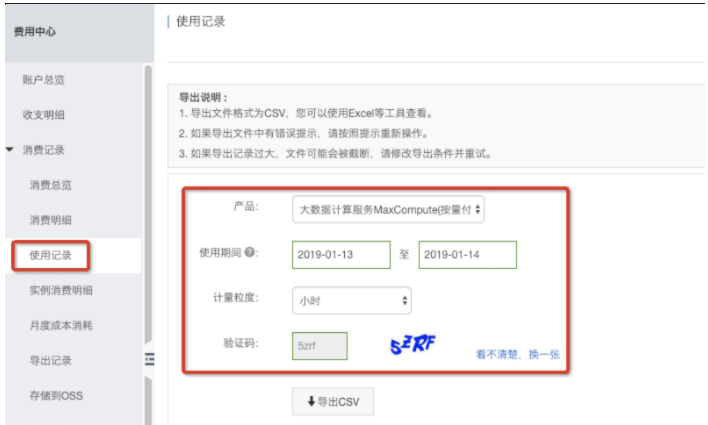 费用中心
账户总览
收支明细
消费记录
消费总览
消费明细
使用记录
实例消费明细
月度成本消耗
导出记录
存储到OSS
使用记录
导出说明：
1. 导出文件格式为CSV，您可以使用Excel等工具查看。
2. 如果导出文件中有错误提示，请按照提示重新操作。
3. 如果导出记录过大，文件可能会被截断，请修改导出条件并重试。
产品: 大数据计算服务MaxCompute(按量付
使用期间 ?: 2019-01-13 至 2019-01-14
计量粒度: 小时
验证码: 5zrf 5ZRF 看不清楚，换一张
导出CSV